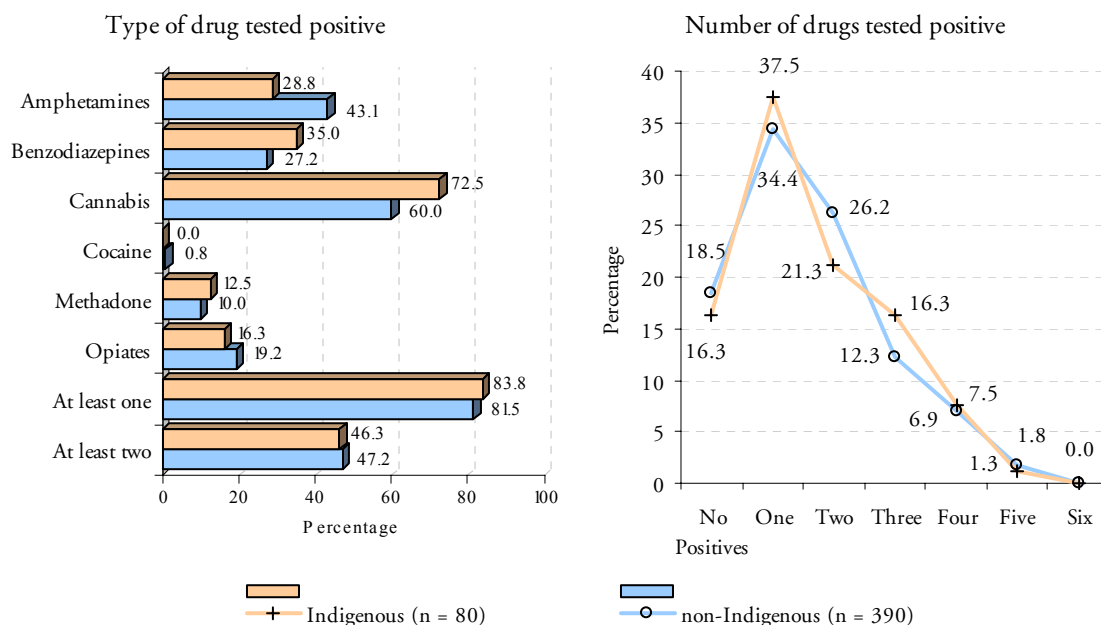 Type of drug tested positive
Amphetamines
28.8
43.1
Benzodiazepines
35.0
27.2
Cannabis
72.5
60.0
Cocaine
0.0
0.8
Methadone
12.5
10.0
Opiates
16.3
19.2
At least one
83.8
81.5
At least two
46.3
47.2
0 20 40 60 80 100
Percentage
Number of drugs tested positive
Percentage
40
35
30
25
20
15
10
5
0
37.5
34.4
18.5
16.3
26.2
21.3
16.3
12.3
7.5
6.9
1.8
1.3
0.0
No Positives One Two Three Four Five Six
Indigenous (n = 80)
non-Indigenous (n = 390)